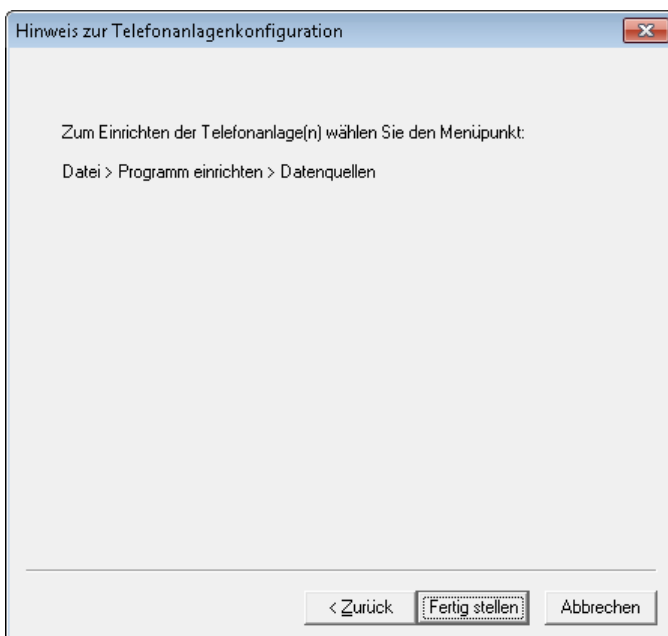 Hinweis zur Telefonanlagenkonfiguration
Zum Einrichten der Telefonanlage(n) wählen Sie den Menüpunkt:
Datei > Programm einrichten > Datenquellen
< Zurück
Fertig stellen
Abbrechen